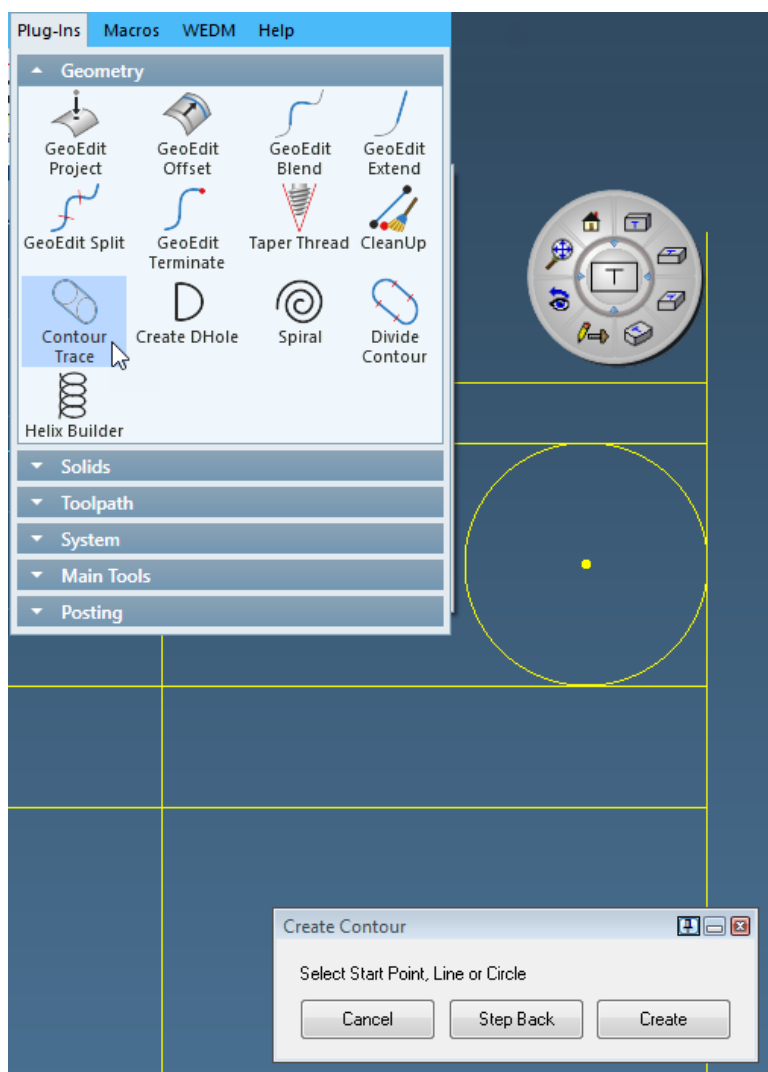 Plug-Ins Macros WEDM Help
Geometry
GeoEdit Project
GeoEdit Offset
GeoEdit Blend
GeoEdit Extend
GeoEdit Split
GeoEdit Terminate
Taper Thread
CleanUp
Contour Trace
Create DHole
Spiral
Divide Contour
Helix Builder
Solids
Toolpath
System
Main Tools
Posting
T
Create Contour
Select Start Point, Line or Circle
Cancel Step Back Create